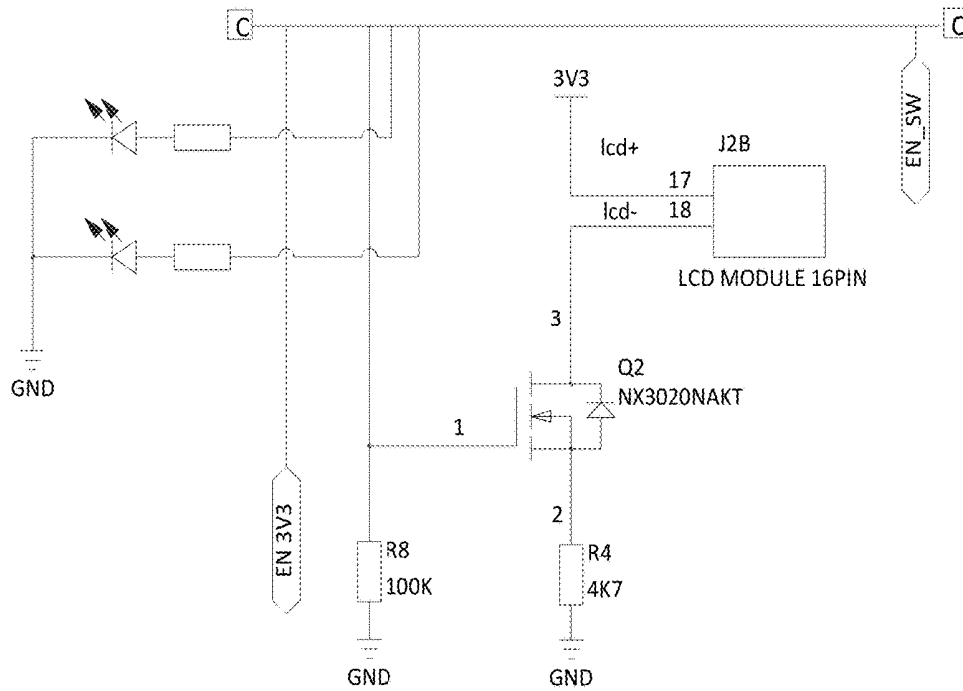 C
C
3V3
EN_SW
lcd+
J2B
17
lcd-
18
LCD MODULE 16PIN
3
GND
Q2
NX3020NAKT
1
EN 3V3
2
R8
100K
R4
4K7
GND
GND